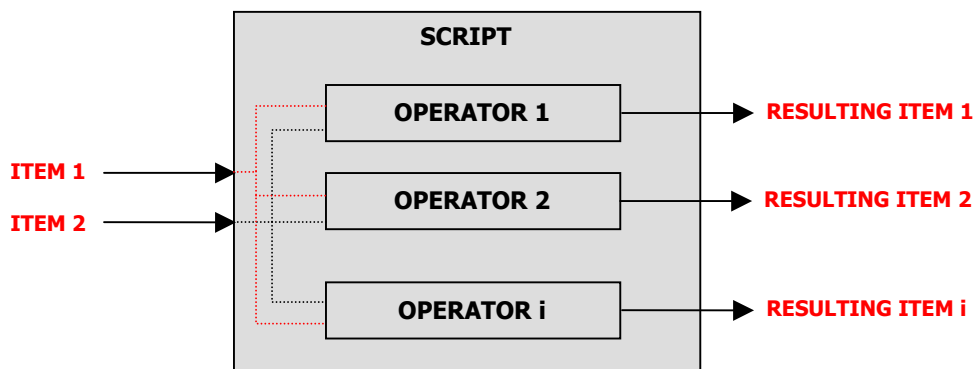 SCRIPT
OPERATOR 1
RESULTING ITEM 1
ITEM 1
OPERATOR 2
RESULTING ITEM 2
ITEM 2
OPERATOR i
RESULTING ITEM i